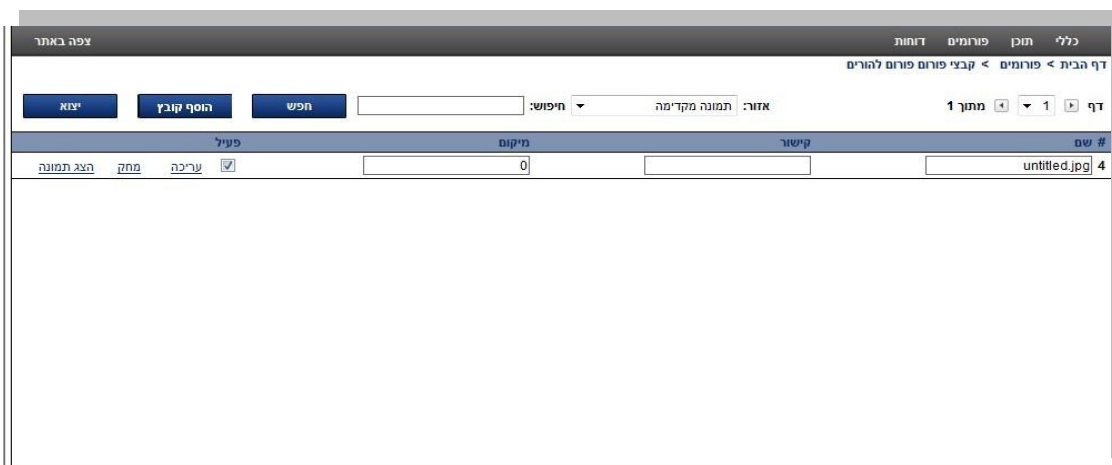 כללי תוכן פורומים דוחות צפה באתר
דף הבית > פורומים > קבצי פורום פורום להורים
דף 1 מתוך 1 אזור: תמונה מקדימה חיפוש: חפש הוסף קובץ יצוא
# שם קישור מיקום פעיל
4 untitled.jpg 0 עריכה מחק הצג תמונה